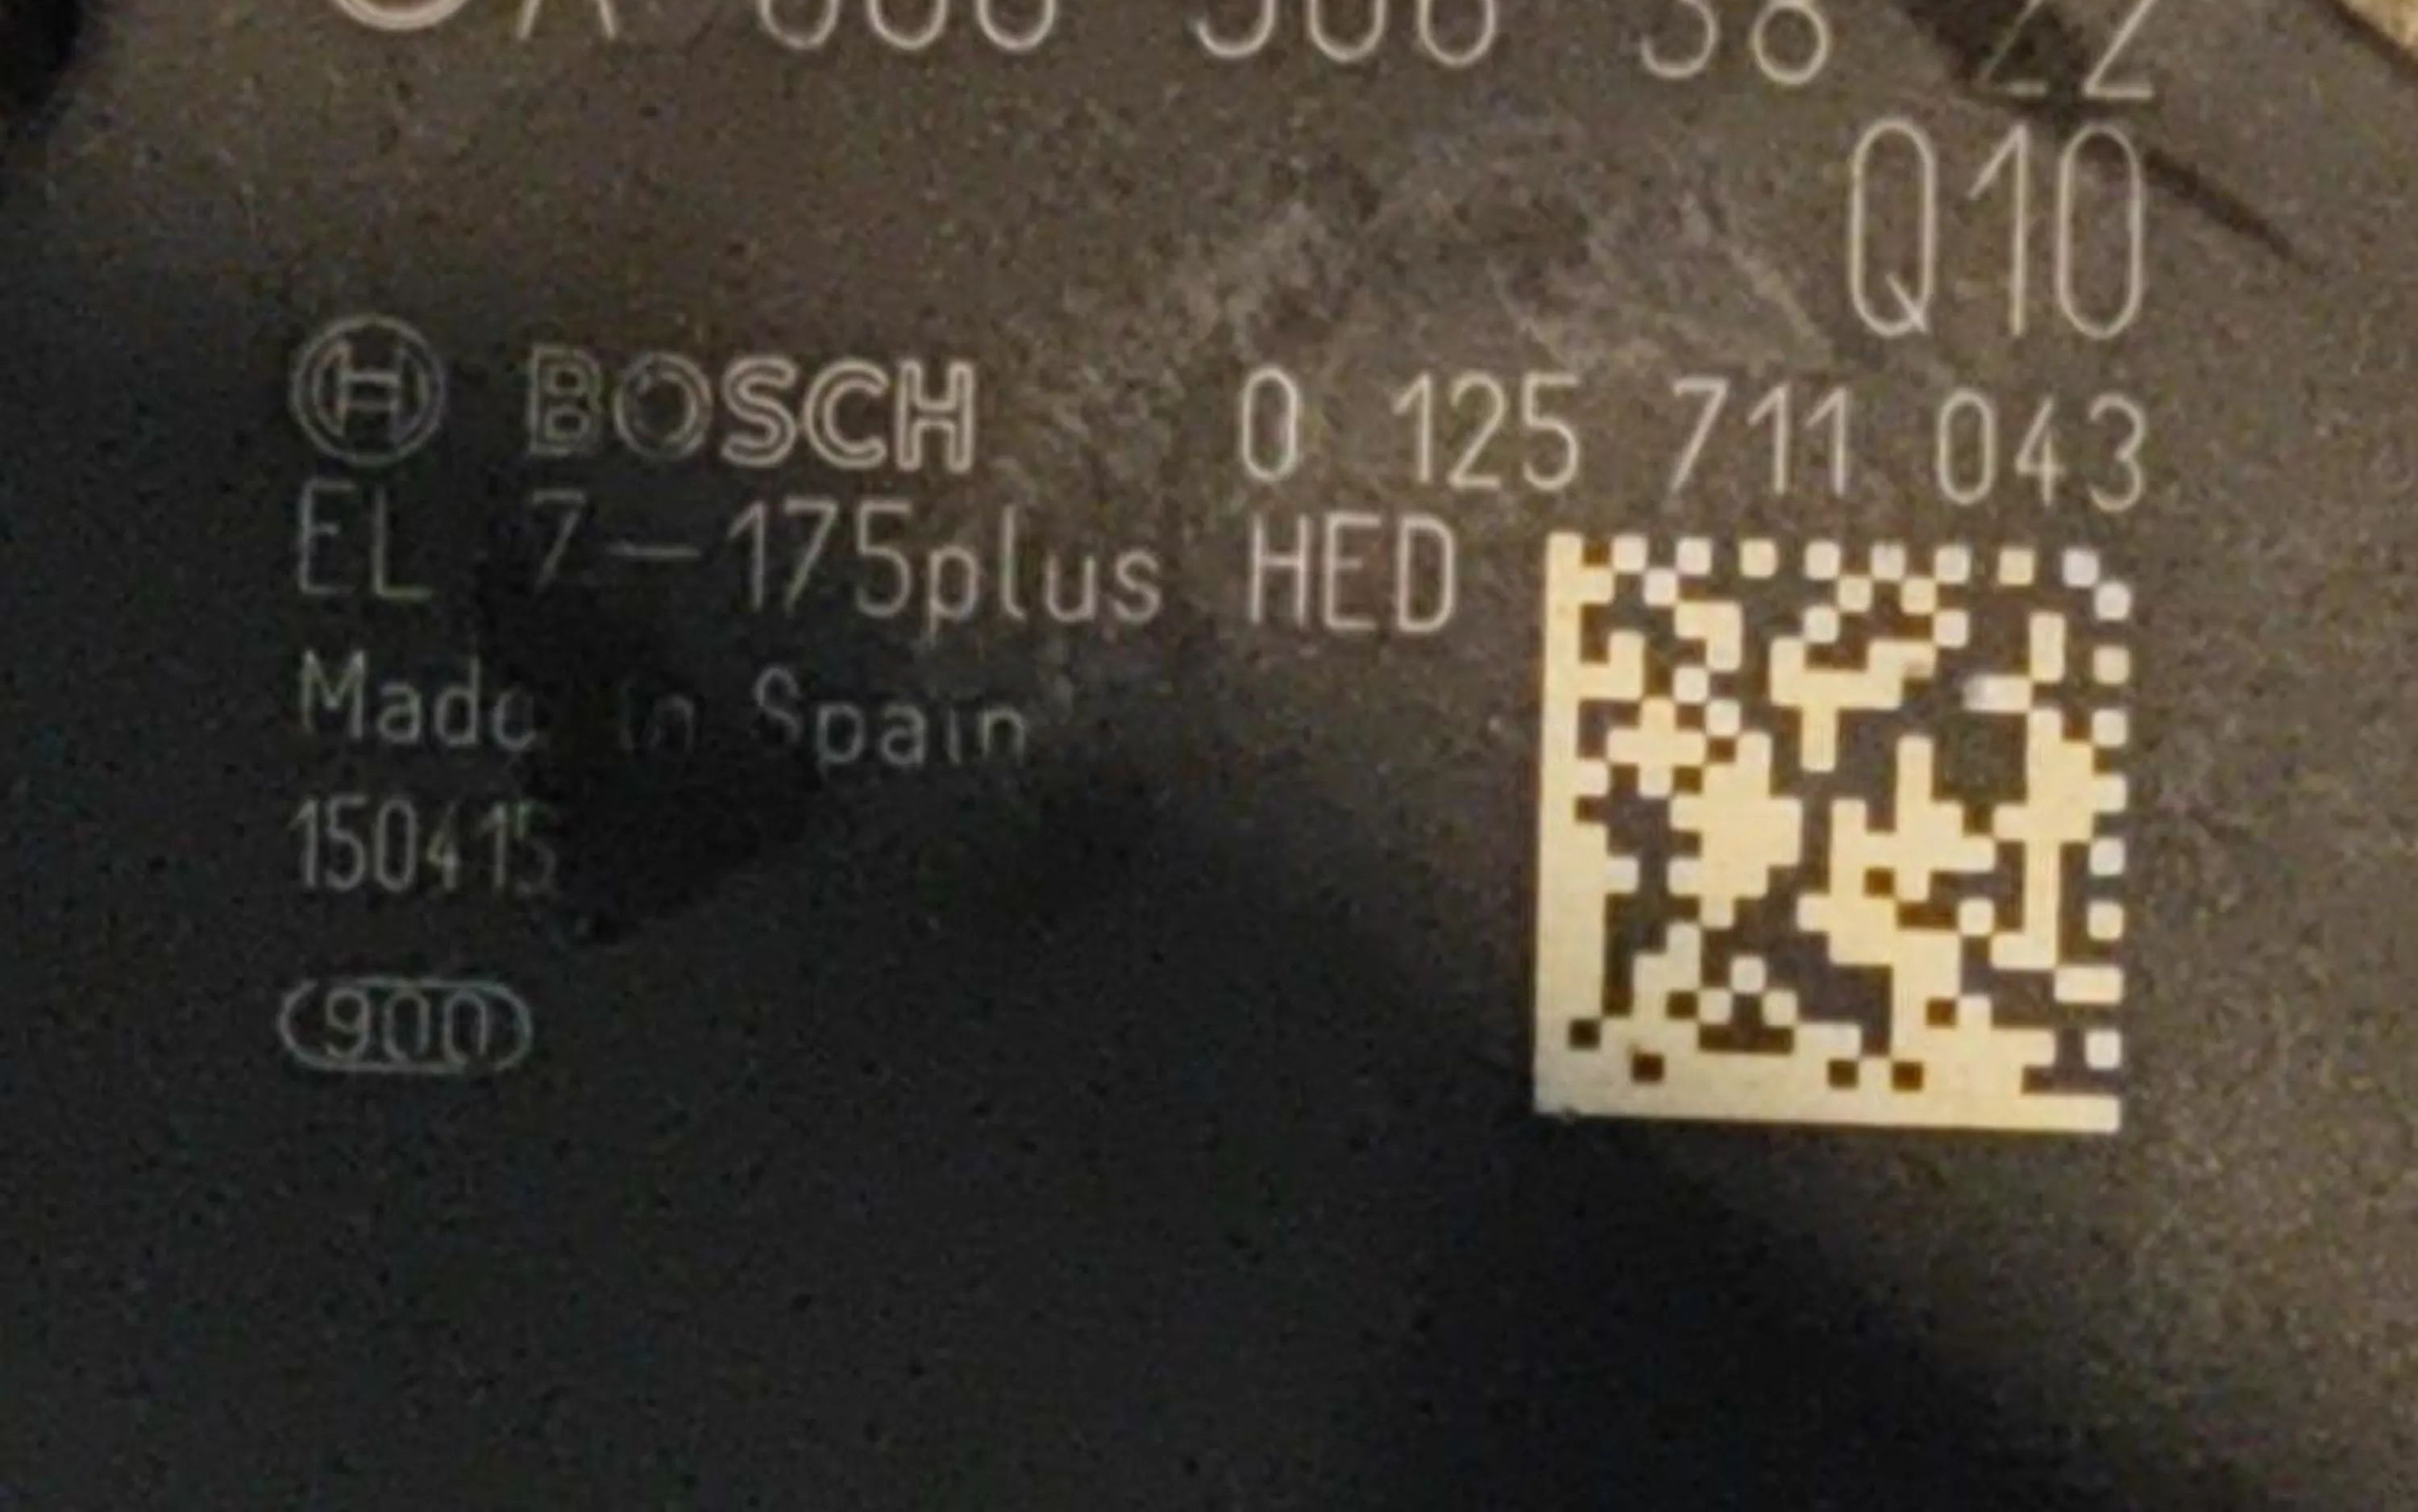 Q10
BOSCH 0 125 711 043
EL 7-175plus HED
Made in Spain
150415
900